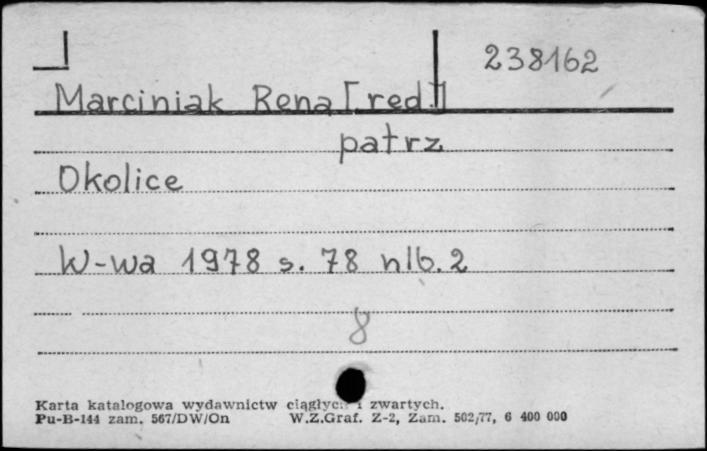 238162
Marciniak Rena [red.]
patrz
Okolice
W-wa 1978 s. 78 nlb. 2
8
Karta katalogowa wydawnictw ciągłych i zwartych.
Pu-B-144 zam. 567/DW/On W.Z.Graf. Z-2, Zam. 502/77, 6 400 000